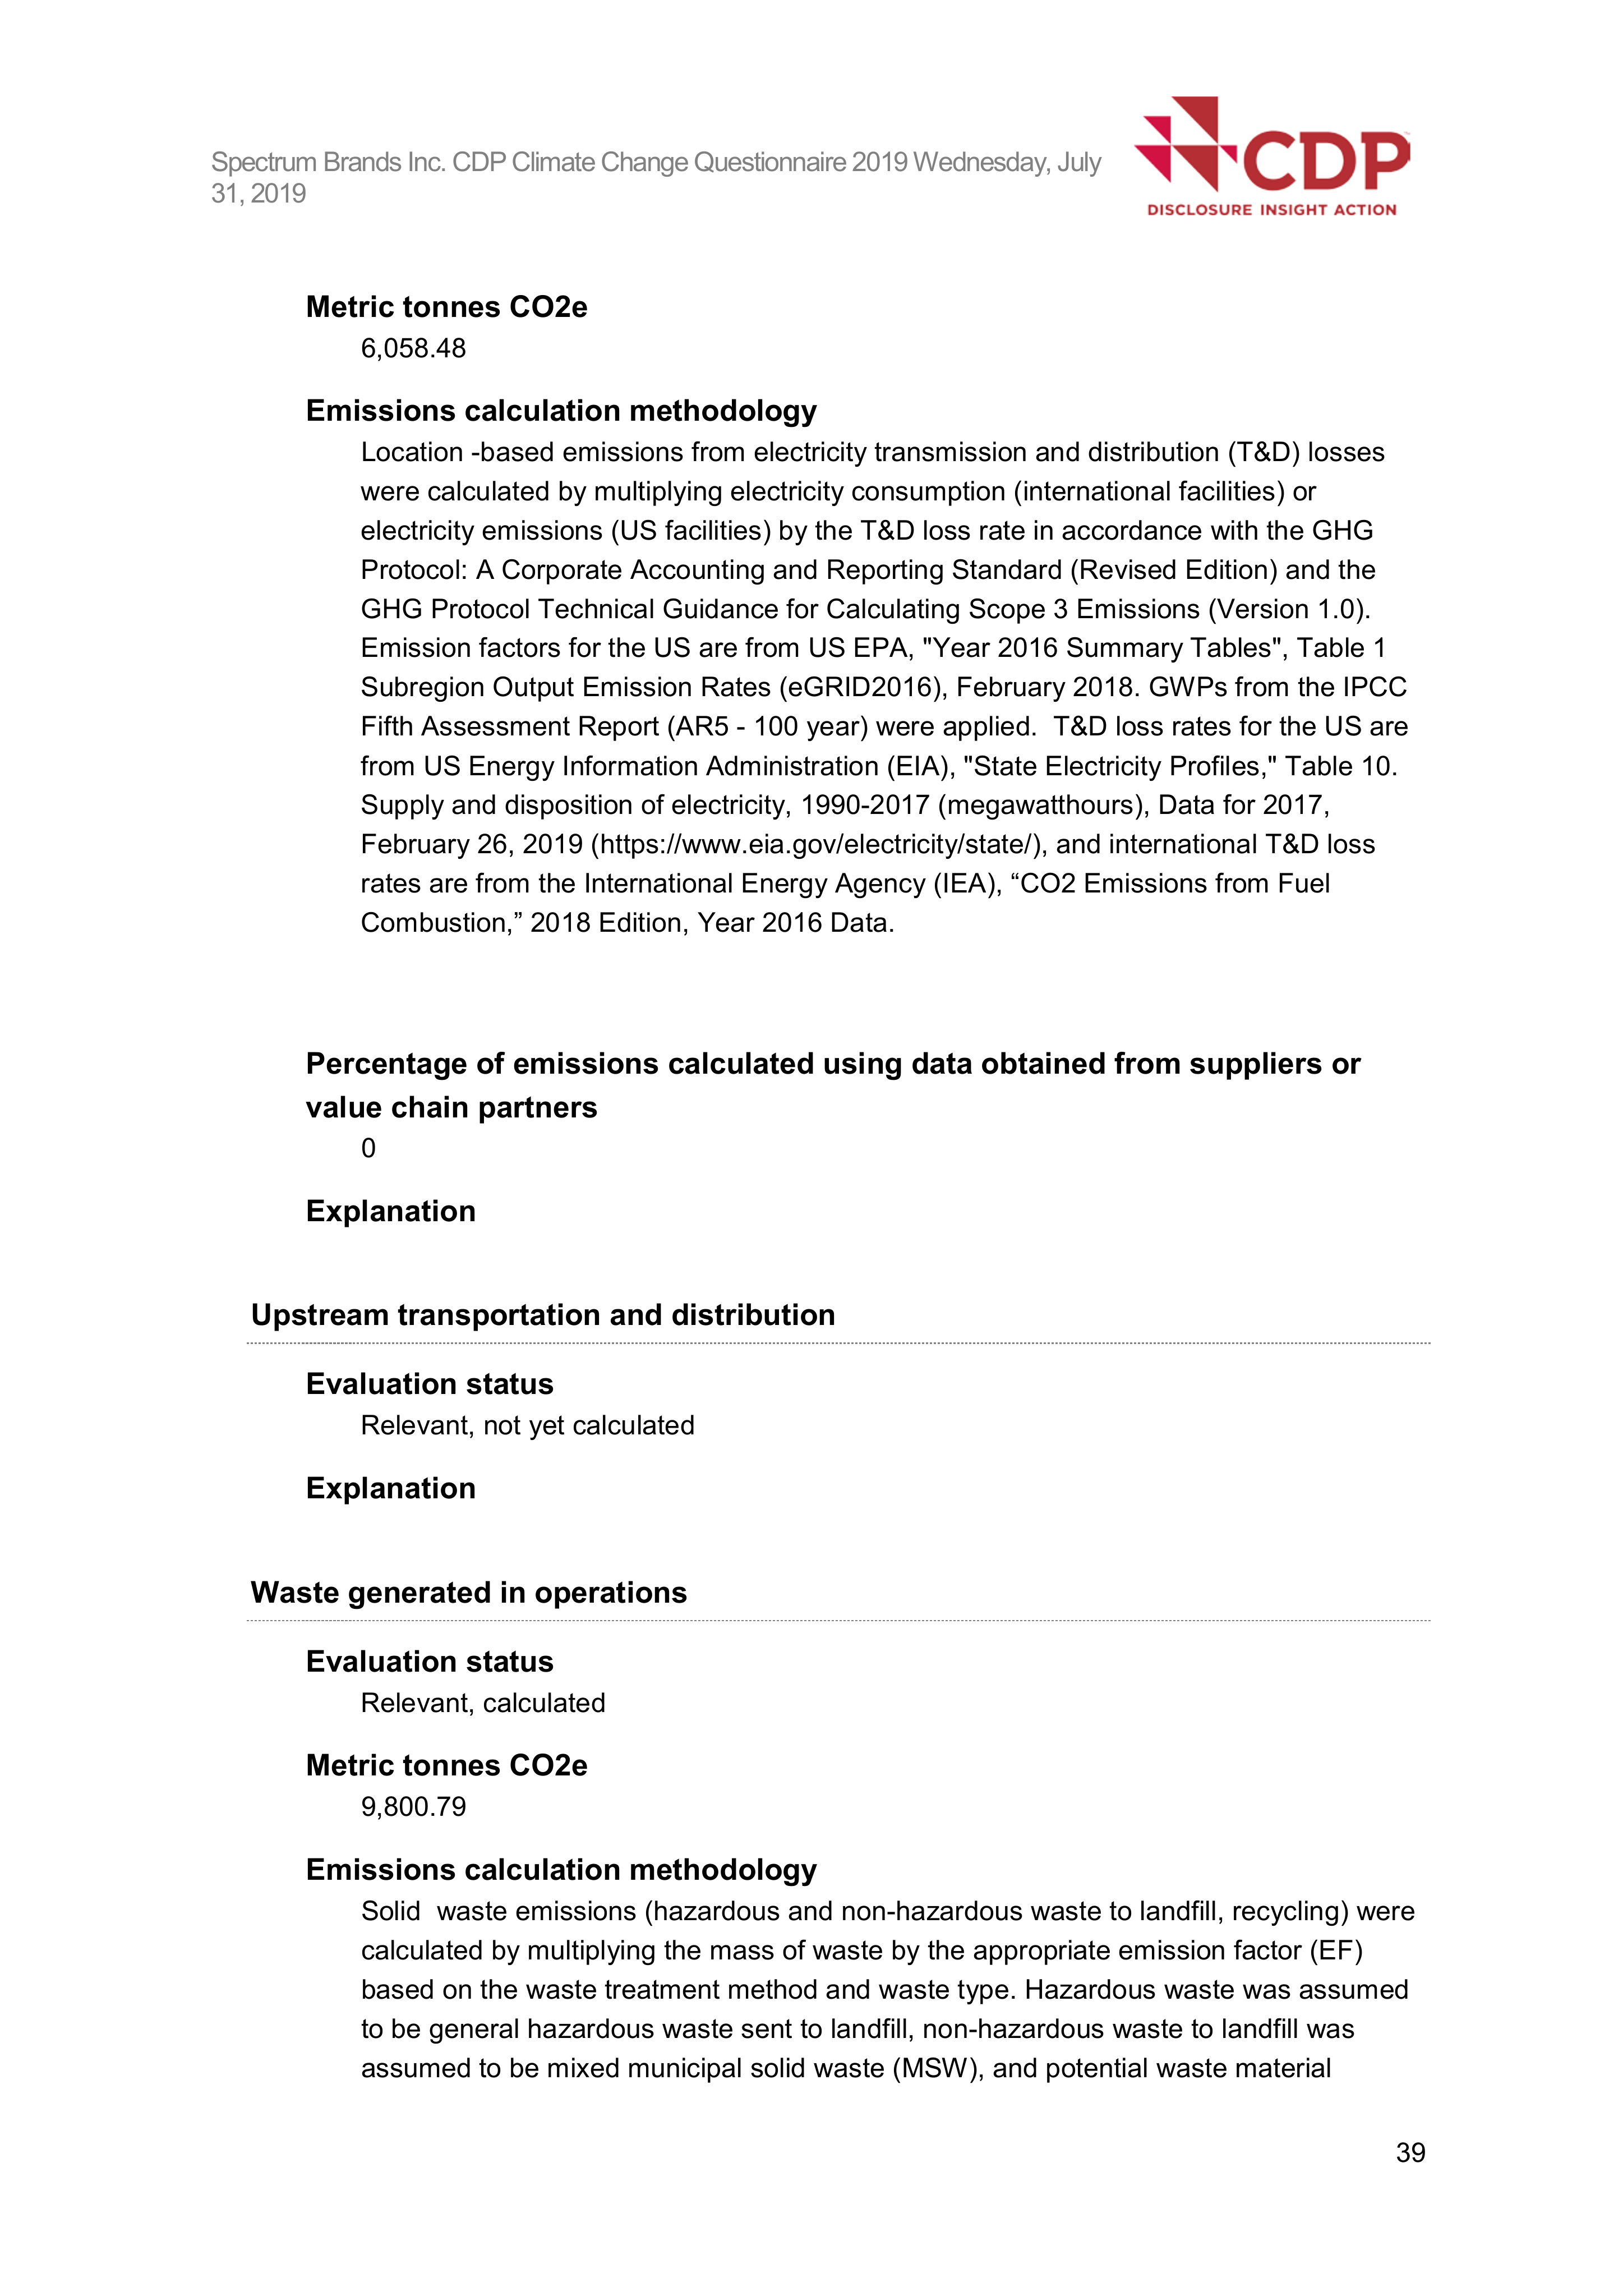 Spectrum Brands Inc. CDP Climate Change Questionnaire 2019 Wednesday, July
31, 2019
CDP
DISCLOSURE INSIGHT ACTION
Metric tonnes CO2e
6,058.48
Emissions calculation methodology
Location -based emissions from electricity transmission and distribution (T&D) losses
were calculated by multiplying electricity consumption (international facilities) or
electricity emissions (US facilities) by the T&D loss rate in accordance with the GHG
Protocol: A Corporate Accounting and Reporting Standard (Revised Edition) and the
GHG Protocol Technical Guidance for Calculating Scope 3 Emissions (Version 1.0).
Emission factors for the US are from US EPA, "Year 2016 Summary Tables", Table 1
Subregion Output Emission Rates (eGRID2016), February 2018. GWPs from the IPCC
Fifth Assessment Report (AR5 - 100 year) were applied.  T&D loss rates for the US are
from US Energy Information Administration (EIA), "State Electricity Profiles," Table 10.
Supply and disposition of electricity, 1990-2017 (megawatthours), Data for 2017,
February 26, 2019 (https://www.eia.gov/electricity/state/), and international T&D loss
rates are from the International Energy Agency (IEA), “CO2 Emissions from Fuel
Combustion,” 2018 Edition, Year 2016 Data.
Percentage of emissions calculated using data obtained from suppliers or
value chain partners
0
Explanation
Upstream transportation and distribution
Evaluation status
Relevant, not yet calculated
Explanation
Waste generated in operations
Evaluation status
Relevant, calculated
Metric tonnes CO2e
9,800.79
Emissions calculation methodology
Solid  waste emissions (hazardous and non-hazardous waste to landfill, recycling) were
calculated by multiplying the mass of waste by the appropriate emission factor (EF)
based on the waste treatment method and waste type. Hazardous waste was assumed
to be general hazardous waste sent to landfill, non-hazardous waste to landfill was
assumed to be mixed municipal solid waste (MSW), and potential waste material
39